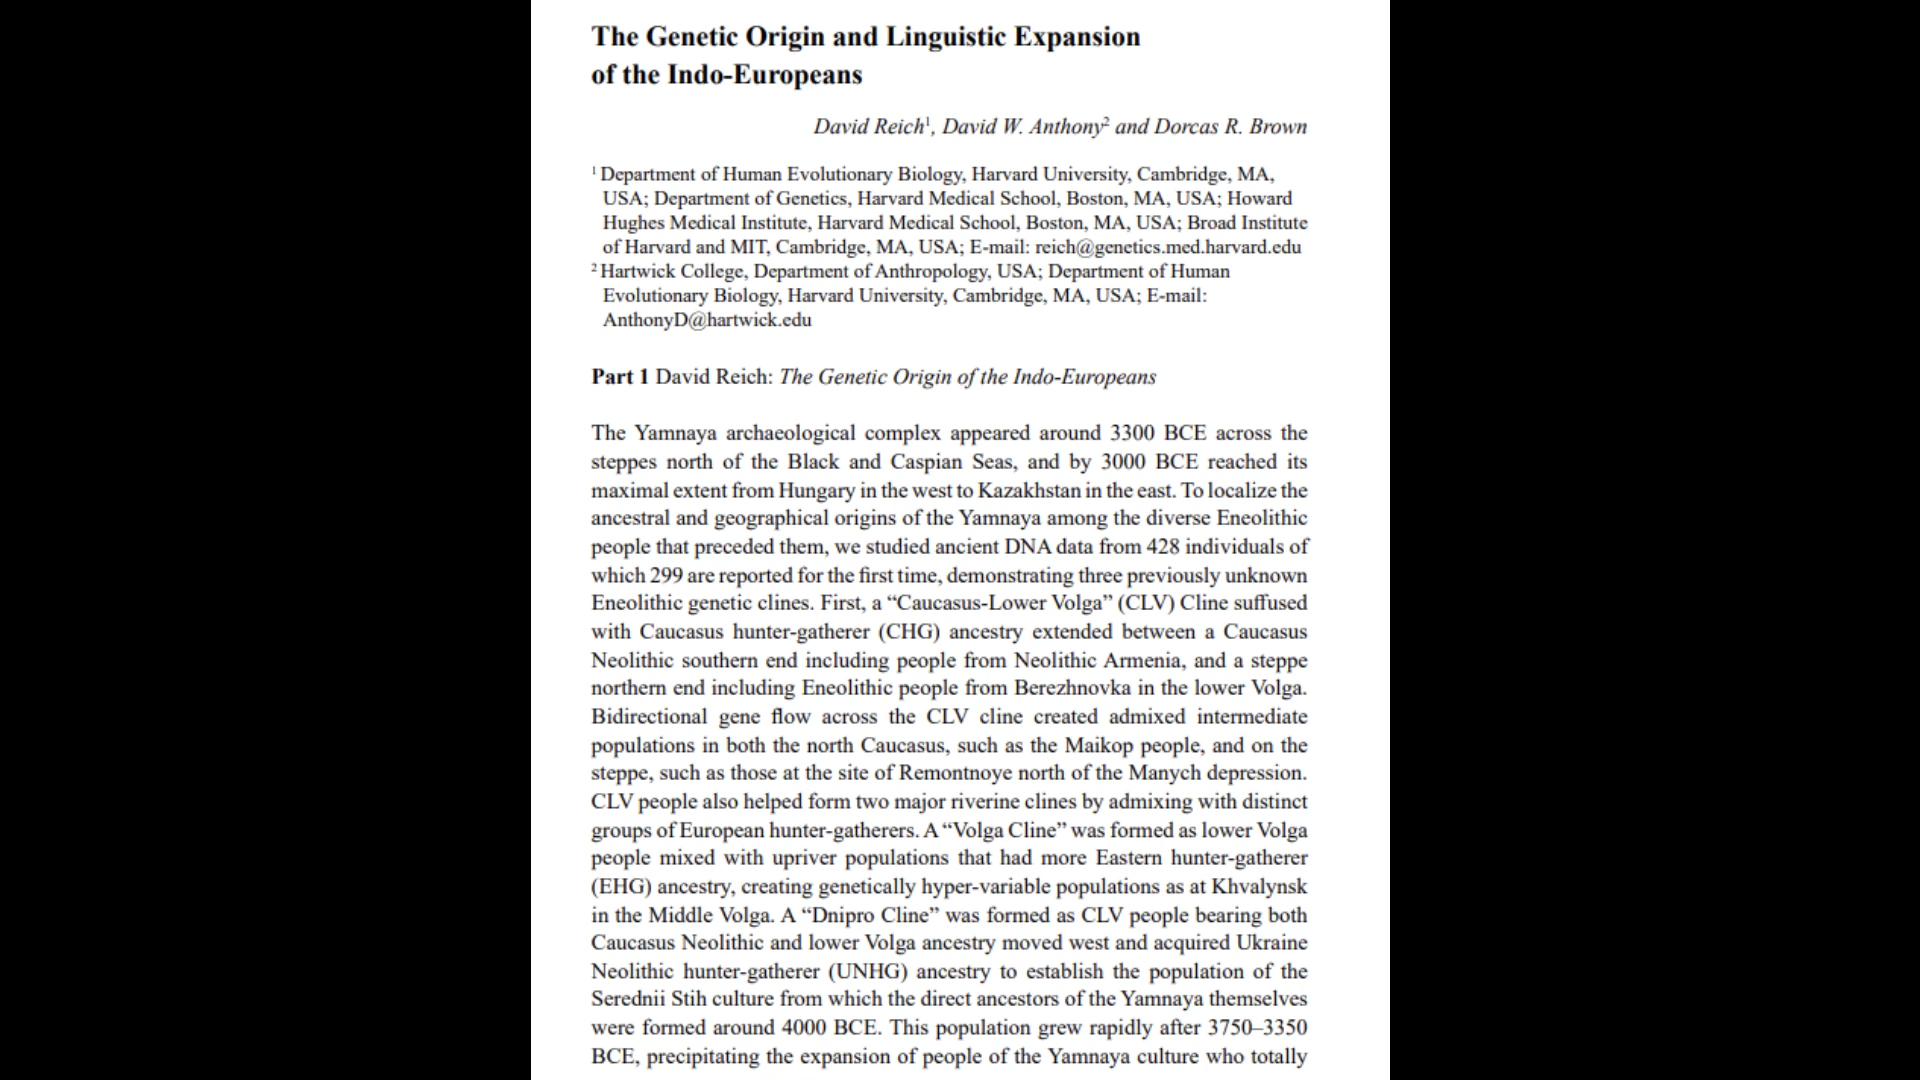 The Genetic Origin and Linguistic Expansion
of the Indo-Europeans
David Reich¹, David W. Anthony² and Dorcas R. Brown
¹ Department of Human Evolutionary Biology, Harvard University, Cambridge, MA,
USA; Department of Genetics, Harvard Medical School, Boston, MA, USA; Howard
Hughes Medical Institute, Harvard Medical School, Boston, MA, USA; Broad Institute
of Harvard and MIT, Cambridge, MA, USA; E-mail: reich@genetics.med.harvard.edu
² Hartwick College, Department of Anthropology, USA; Department of Human
Evolutionary Biology, Harvard University, Cambridge, MA, USA; E-mail:
AnthonyD@hartwick.edu
Part 1 David Reich: The Genetic Origin of the Indo-Europeans
The Yamnaya archaeological complex appeared around 3300 BCE across the
steppes north of the Black and Caspian Seas, and by 3000 BCE reached its
maximal extent from Hungary in the west to Kazakhstan in the east. To localize the
ancestral and geographical origins of the Yamnaya among the diverse Eneolithic
people that preceded them, we studied ancient DNA data from 428 individuals of
which 299 are reported for the first time, demonstrating three previously unknown
Eneolithic genetic clines. First, a “Caucasus-Lower Volga” (CLV) Cline suffused
with Caucasus hunter-gatherer (CHG) ancestry extended between a Caucasus
Neolithic southern end including people from Neolithic Armenia, and a steppe
northern end including Eneolithic people from Berezhnovka in the lower Volga.
Bidirectional gene flow across the CLV cline created admixed intermediate
populations in both the north Caucasus, such as the Maikop people, and on the
steppe, such as those at the site of Remontnoye north of the Manych depression.
CLV people also helped form two major riverine clines by admixing with distinct
groups of European hunter-gatherers. A “Volga Cline” was formed as lower Volga
people mixed with upriver populations that had more Eastern hunter-gatherer
(EHG) ancestry, creating genetically hyper-variable populations as at Khvalynsk
in the Middle Volga. A “Dnipro Cline” was formed as CLV people bearing both
Caucasus Neolithic and lower Volga ancestry moved west and acquired Ukraine
Neolithic hunter-gatherer (UNHG) ancestry to establish the population of the
Serednii Stih culture from which the direct ancestors of the Yamnaya themselves
were formed around 4000 BCE. This population grew rapidly after 3750–3350
BCE, precipitating the expansion of people of the Yamnaya culture who totally